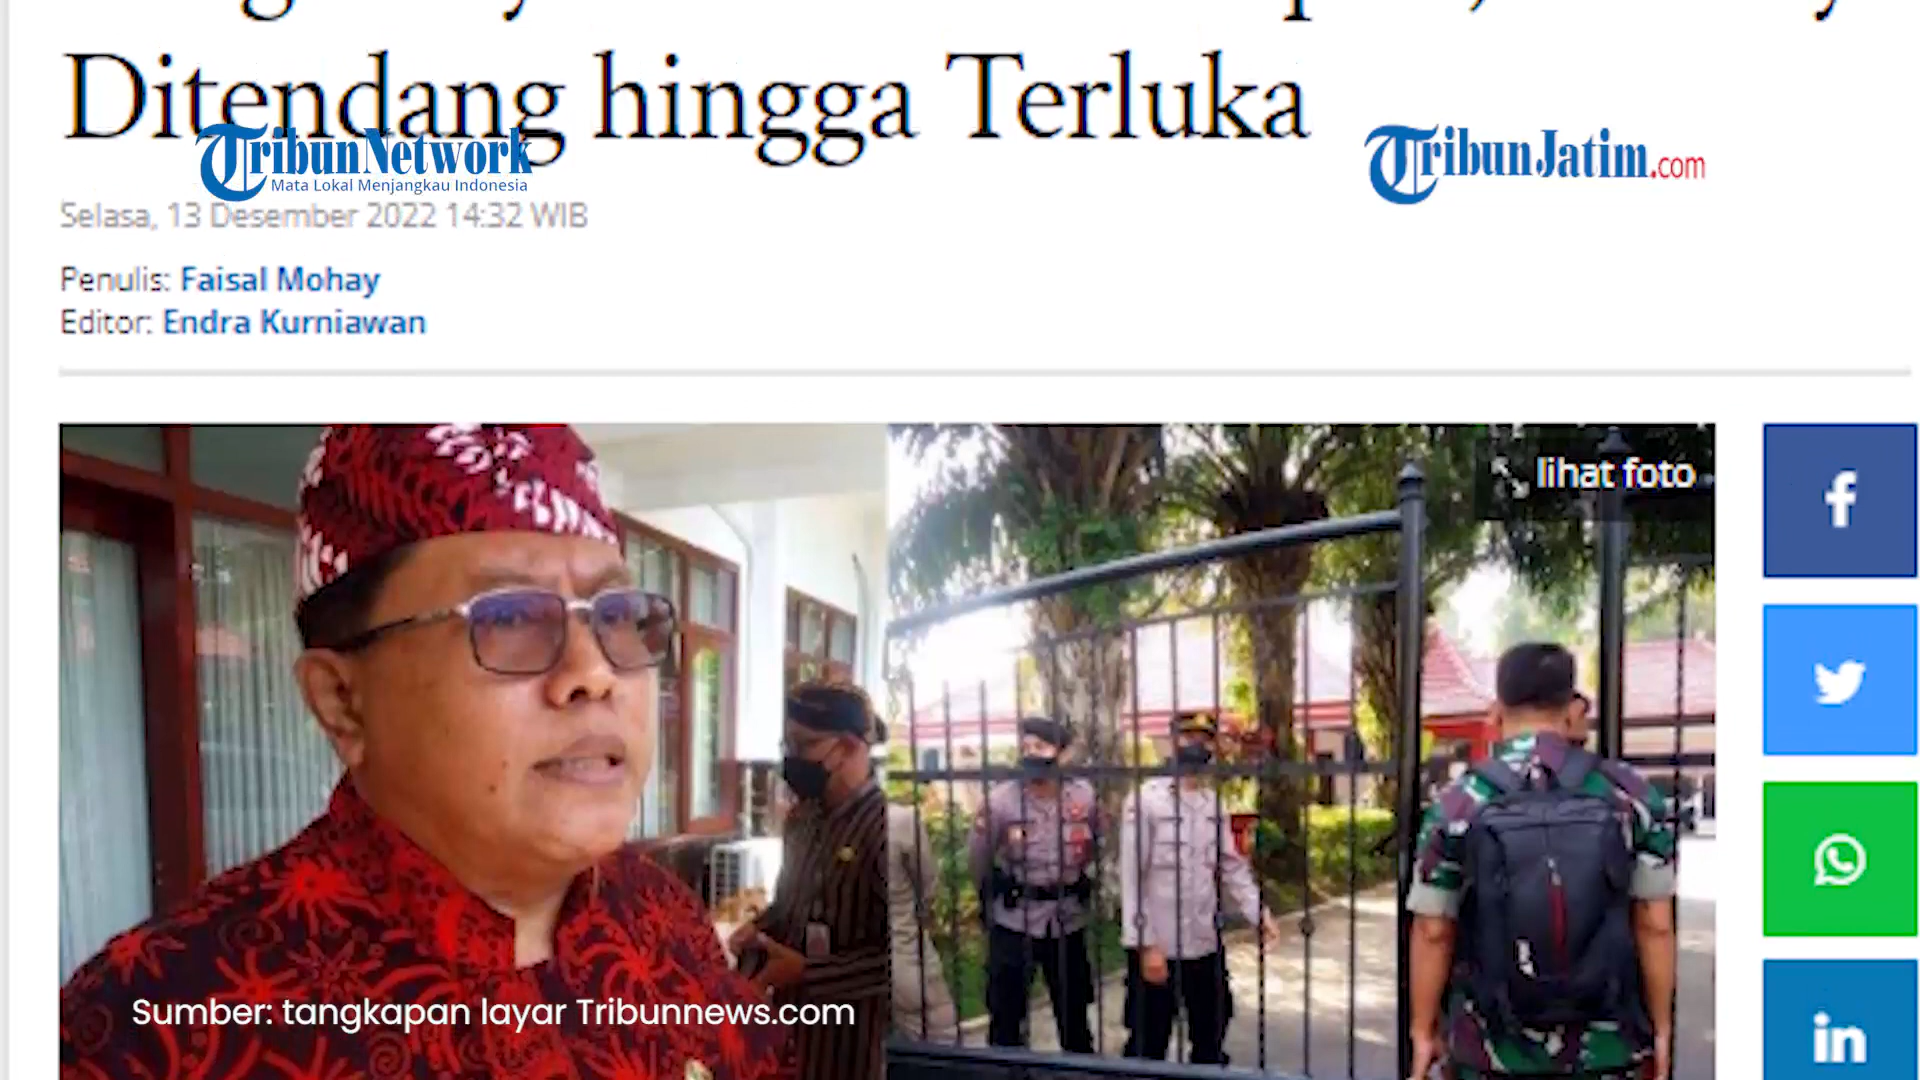 Ditendang hingga Terluka
TribunNetwork
Mata Lokal Menjangkau Indonesia
TribunJatim.com
Selasa, 13 Desember 2022 14:32 WIB
Penulis: Faisal Mohay
Editor: Endra Kurniawan
lihat foto
Sumber: tangkapan layar Tribunnews.com